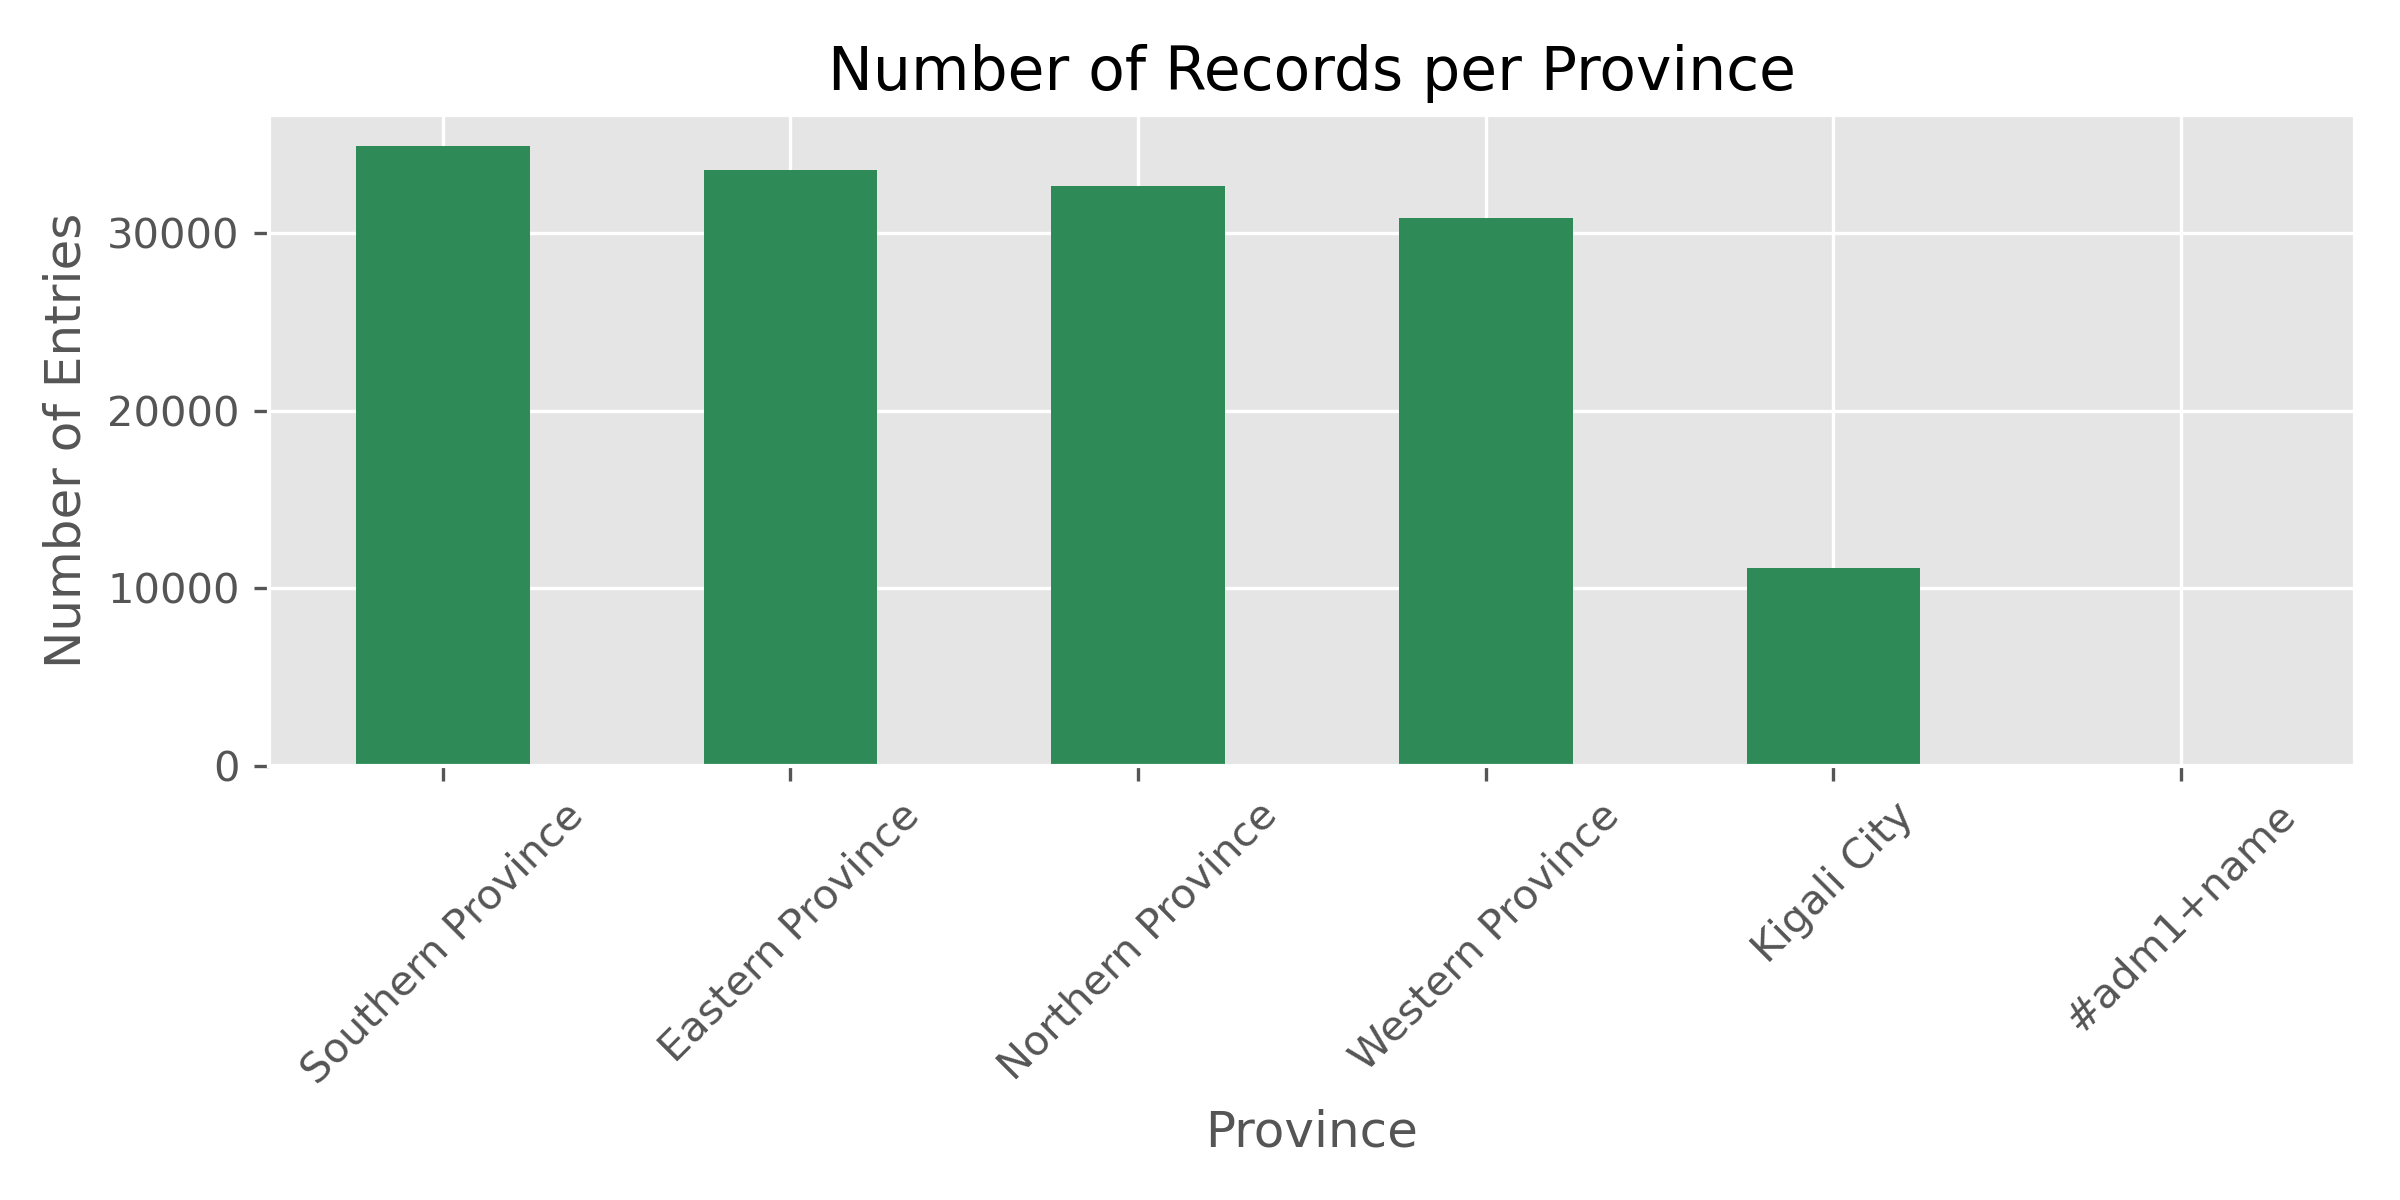 Number of Records per Province
Number of Entries
30000
20000
10000
0
Southern Province
Eastern Province
Northern Province
Western Province
Kigali City
#adm1+name
Province